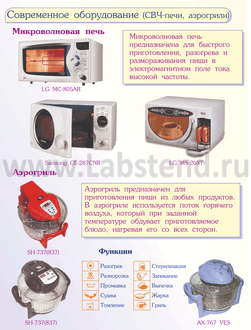 Современное оборудование (СВЧ-печи, аэрогрили)
Микроволновая печь
Микроволновая печь
предназначена для быстрого
приготовления, разогрева и
размораживания пищи в
электромагнитном поле тока
высокой частоты.
LG MC-805AR
Samsung CE-287CNR
LG MS-2687
www.labstend.ru
Аэрогриль
Аэрогриль предназначен для
приготовления пищи из любых продуктов.
В аэрогриле используется поток горячего
воздуха, который при заданной
температуре обдувает приготовляемое
блюдо, нагревая его со всех сторон.
SH-737(837)
Функции
Разогрев
Стерилизация
Разморозка
Запекание
Промывка
Выпечка
Сушка
Жарка
Томление
Гриль
SH-737(837)
AX-767 VES